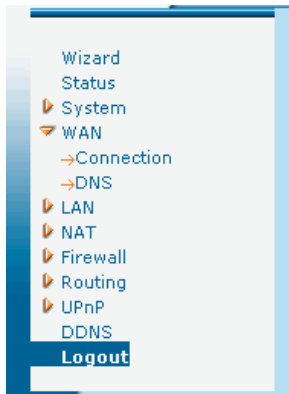 Wizard
Status
System
WAN
→Connection
→DNS
LAN
NAT
Firewall
Routing
UPnP
DDNS
Logout